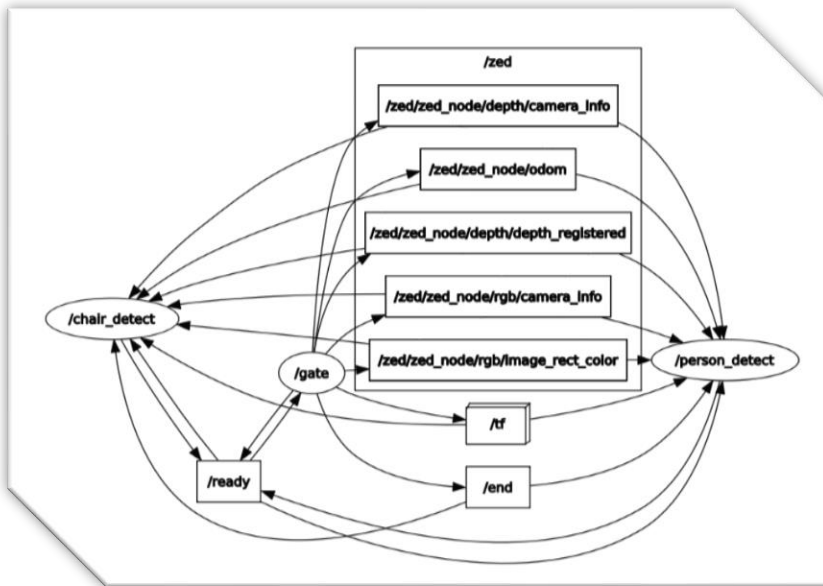 /zed
/zed/zed_node/depth/camera_info
/zed/zed_node/odom
/zed/zed_node/depth/depth_registered
/zed/zed_node/rgb/camera_info
/chair_detect
/zed/zed_node/rgb/image_rect_color
/person_detect
/gate
/tf
/ready
/end